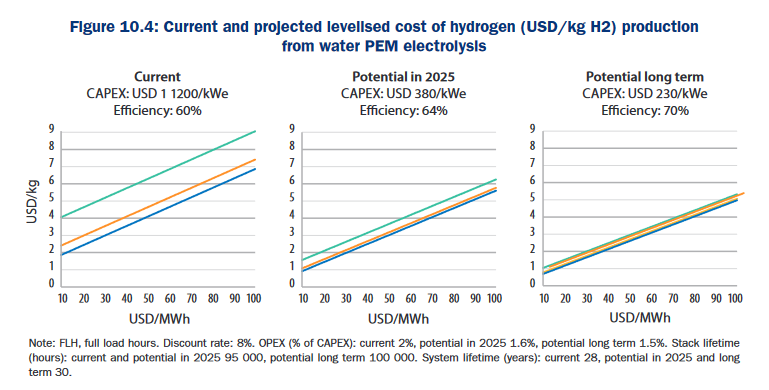 Figure 10.4: Current and projected levelised cost of hydrogen (USD/kg H2) production
from water PEM electrolysis
Current
CAPEX: USD 1 1200/kWe
Efficiency: 60%
Potential in 2025
CAPEX: USD 380/kWe
Efficiency: 64%
Potential long term
CAPEX: USD 230/kWe
Efficiency: 70%
USD/kg
9
8
7
6
5
4
3
2
1
0
10 20 30 40 50 60 70 80 90 100
USD/MWh
9
8
7
6
5
4
3
2
1
0
10 20 30 40 50 60 70 80 90 100
USD/MWh
9
8
7
6
5
4
3
2
1
0
10 20 30 40 50 60 70 80 90 100
USD/MWh
Note: FLH, full load hours. Discount rate: 8%. OPEX (% of CAPEX): current 2%, potential in 2025 1.6%, potential long term 1.5%. Stack lifetime
(hours): current and potential in 2025 95 000, potential long term 100 000. System lifetime (years): current 28, potential in 2025 and long
term 30.